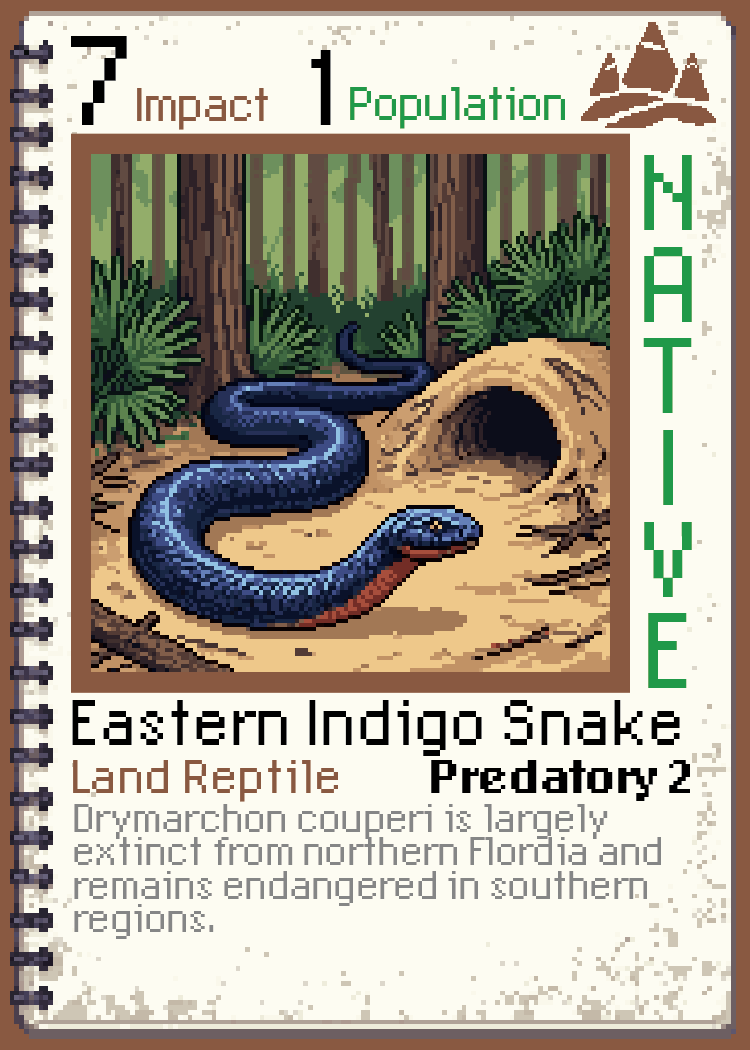 7 Impact 1 Population
NATIVE
Eastern Indigo Snake
Land Reptile Predatory 2
Drymarchon couperi is largely
extinct from northern Flordia and
remains endangered in southern
regions.